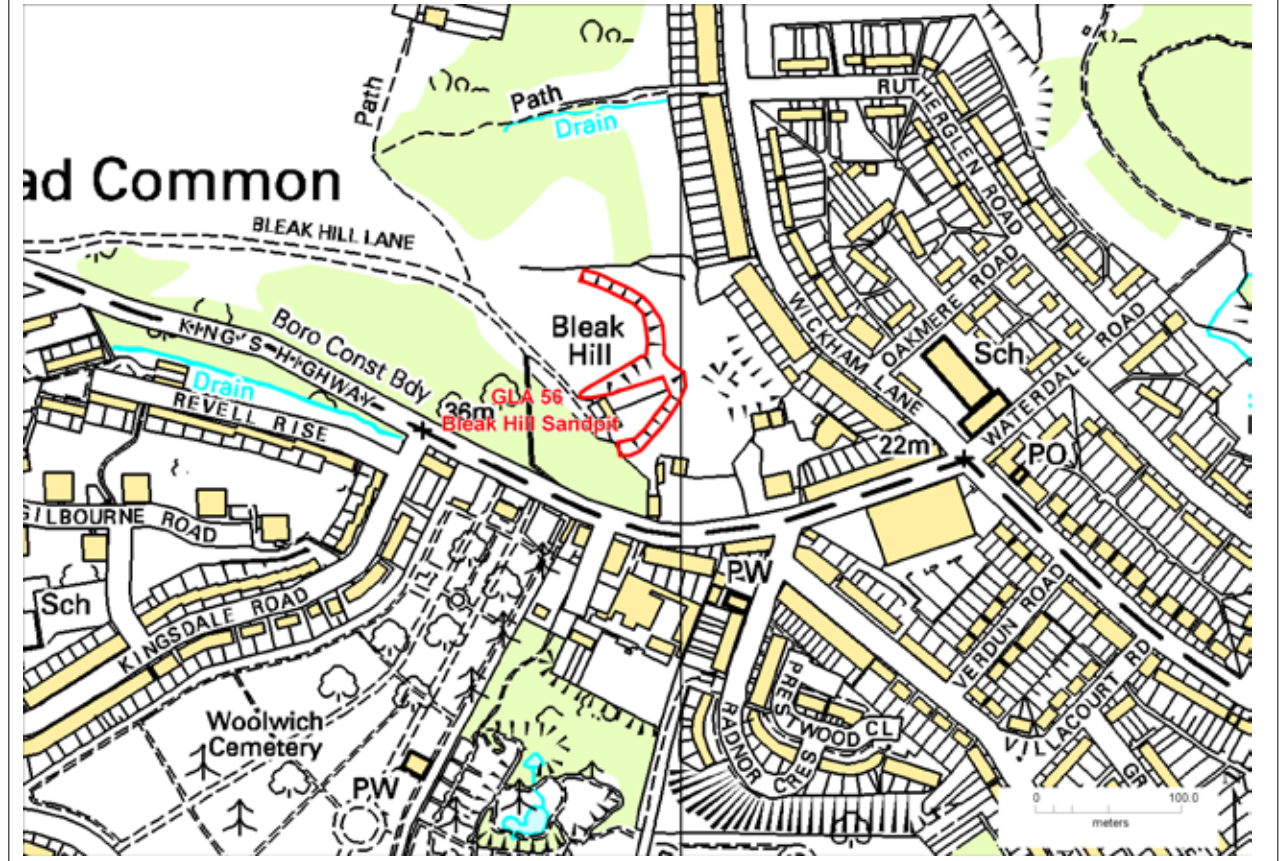 Path
Path
Drain
RUTHERGLEN ROAD
ad Common
BLEAK HILL LANE
Bleak
Hill
WICKHAM LANE
OAKMERE ROAD
WATERDALE ROAD
Sch
Boro Const Bdy
KING'S HIGHWAY
Drain
REVELL RISE
36m
GLA 56
Bleak Hill Sandpit
22m
PO
GILBOURNE ROAD
Sch
KINGSDALE ROAD
PW
VERDUN ROAD
VILLACOURT RD
PRESTWOOD CL
RADNOR CRES
Woolwich
Cemetery
PW
GR
0 100.0
meters